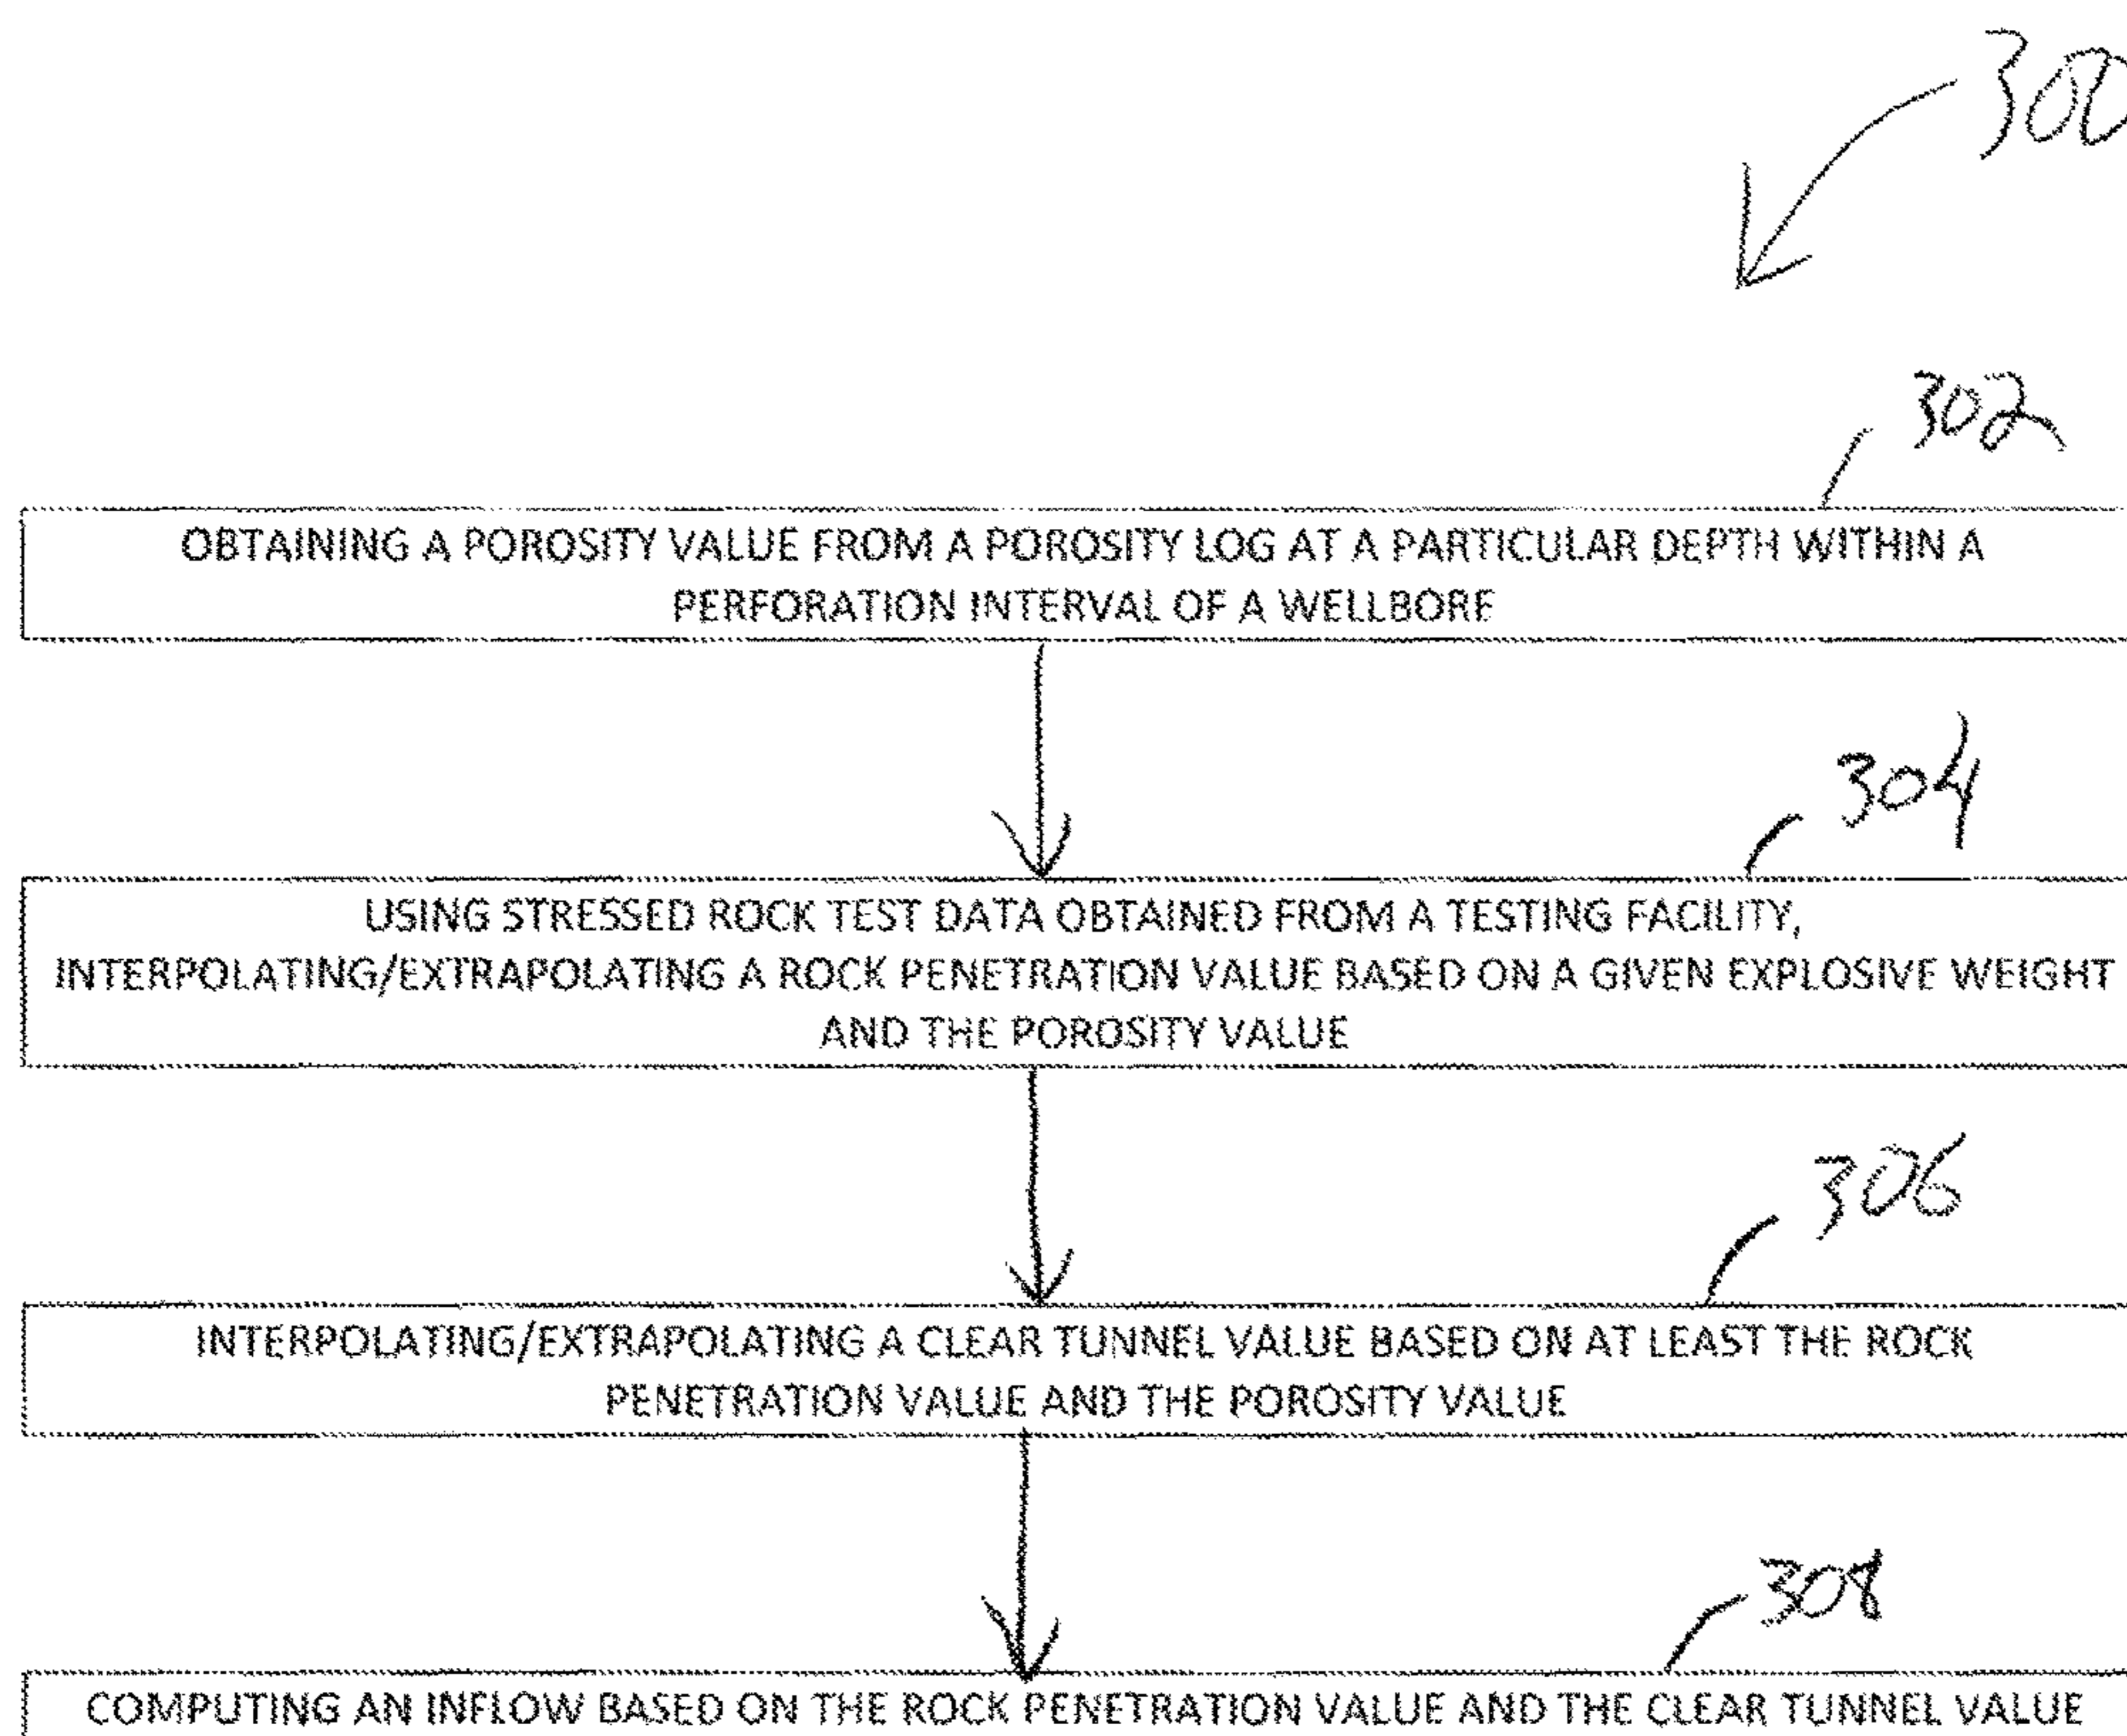 300
302
OBTAINING A POROSITY VALUE FROM A POROSITY LOG AT A PARTICULAR DEPTH WITHIN A
PERFORATION INTERVAL OF A WELLBORE
304
USING STRESSED ROCK TEST DATA OBTAINED FROM A TESTING FACILITY,
INTERPOLATING/EXTRAPOLATING A ROCK PENETRATION VALUE BASED ON A GIVEN EXPLOSIVE WEIGHT
AND THE POROSITY VALUE
306
INTERPOLATING/EXTRAPOLATING A CLEAR TUNNEL VALUE BASED ON AT LEAST THE ROCK
PENETRATION VALUE AND THE POROSITY VALUE
308
COMPUTING AN INFLOW BASED ON THE ROCK PENETRATION VALUE AND THE CLEAR TUNNEL VALUE